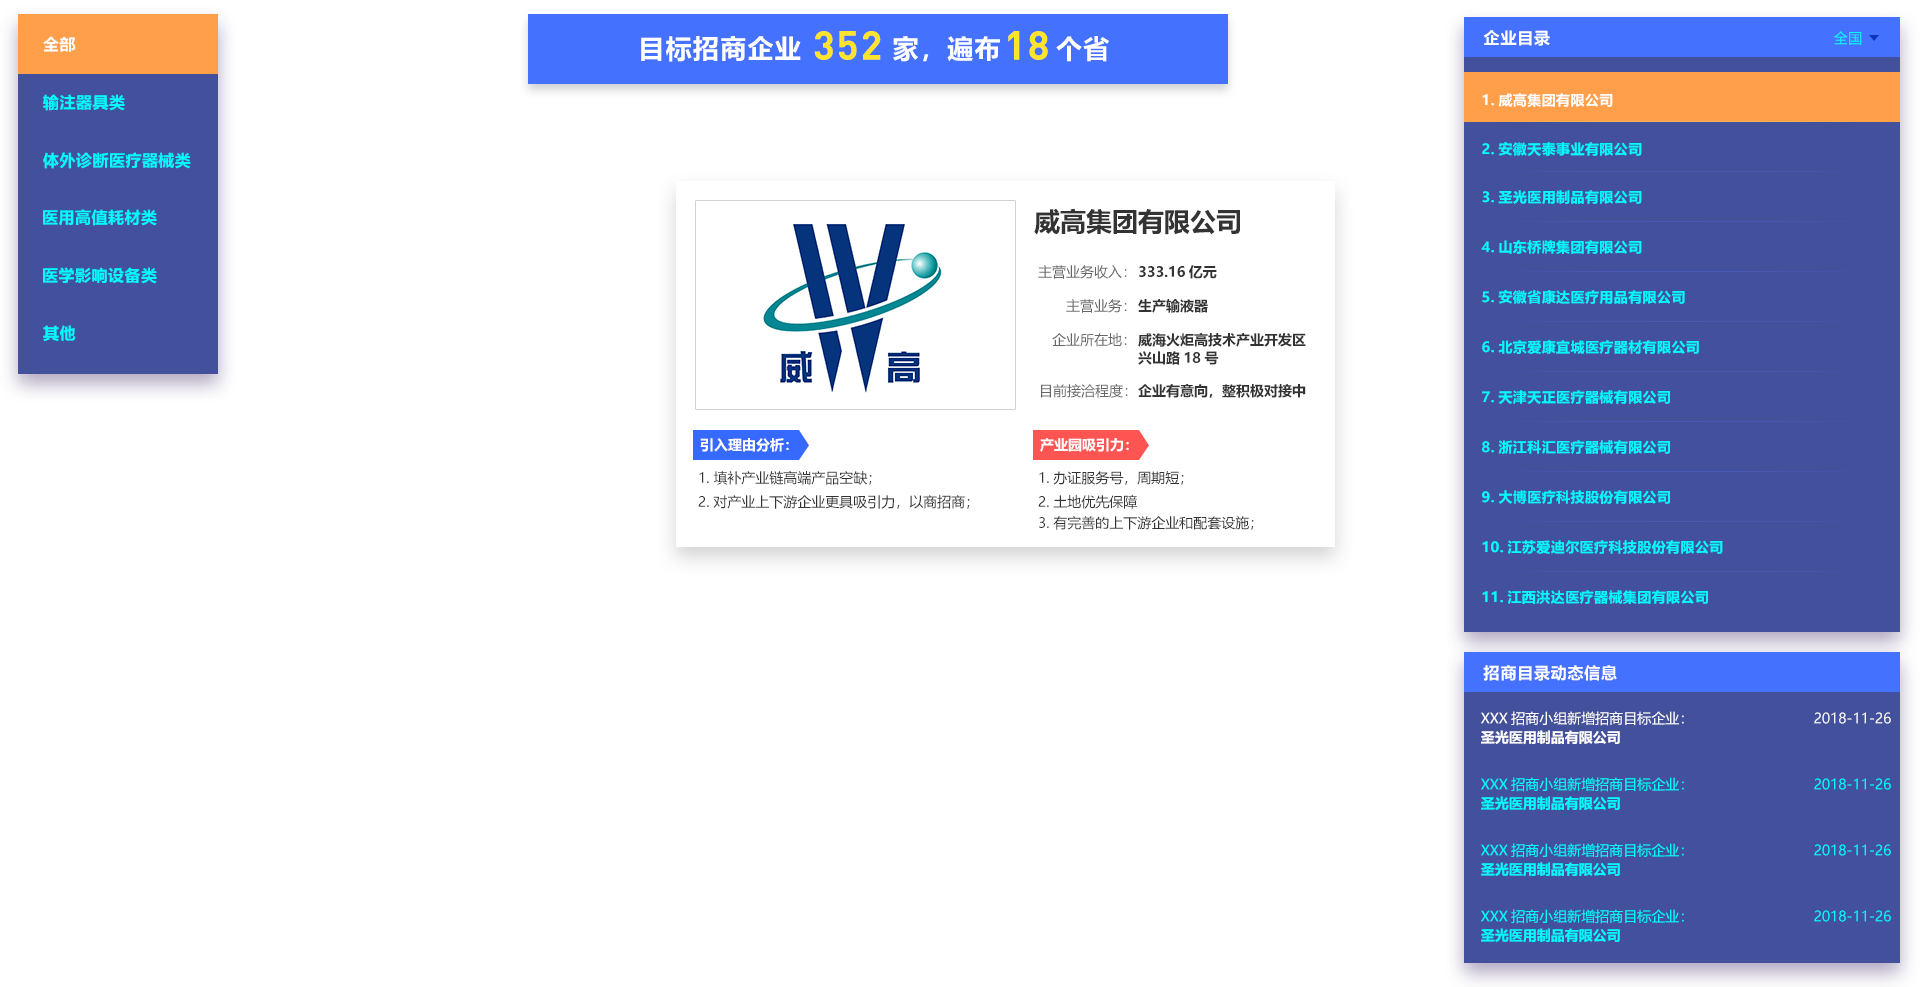 全部
输注器具类
体外诊断医疗器械类
医用高值耗材类
医学影响设备类
其他
目标招商企业 352 家，遍布18个省
威高
威高集团有限公司
主营业务收入： 333.16 亿元
主营业务： 生产输液器
企业所在地： 威海火炬高技术产业开发区
兴山路 18 号
目前接洽程度： 企业有意向，整积极对接中
引入理由分析：
1. 填补产业链高端产品空缺；
2. 对产业上下游企业更具吸引力，以商招商；
产业园吸引力：
1. 办证服务号，周期短；
2. 土地优先保障
3. 有完善的上下游企业和配套设施；
企业目录 全国
1. 威高集团有限公司
2. 安徽天泰事业有限公司
3. 圣光医用制品有限公司
4. 山东桥牌集团有限公司
5. 安徽省康达医疗用品有限公司
6. 北京爱康宜城医疗器材有限公司
7. 天津天正医疗器械有限公司
8. 浙江科汇医疗器械有限公司
9. 大博医疗科技股份有限公司
10. 江苏爱迪尔医疗科技股份有限公司
11. 江西洪达医疗器械集团有限公司
招商目录动态信息
XXX 招商小组新增招商目标企业： 2018-11-26
圣光医用制品有限公司
XXX 招商小组新增招商目标企业： 2018-11-26
圣光医用制品有限公司
XXX 招商小组新增招商目标企业： 2018-11-26
圣光医用制品有限公司
XXX 招商小组新增招商目标企业： 2018-11-26
圣光医用制品有限公司